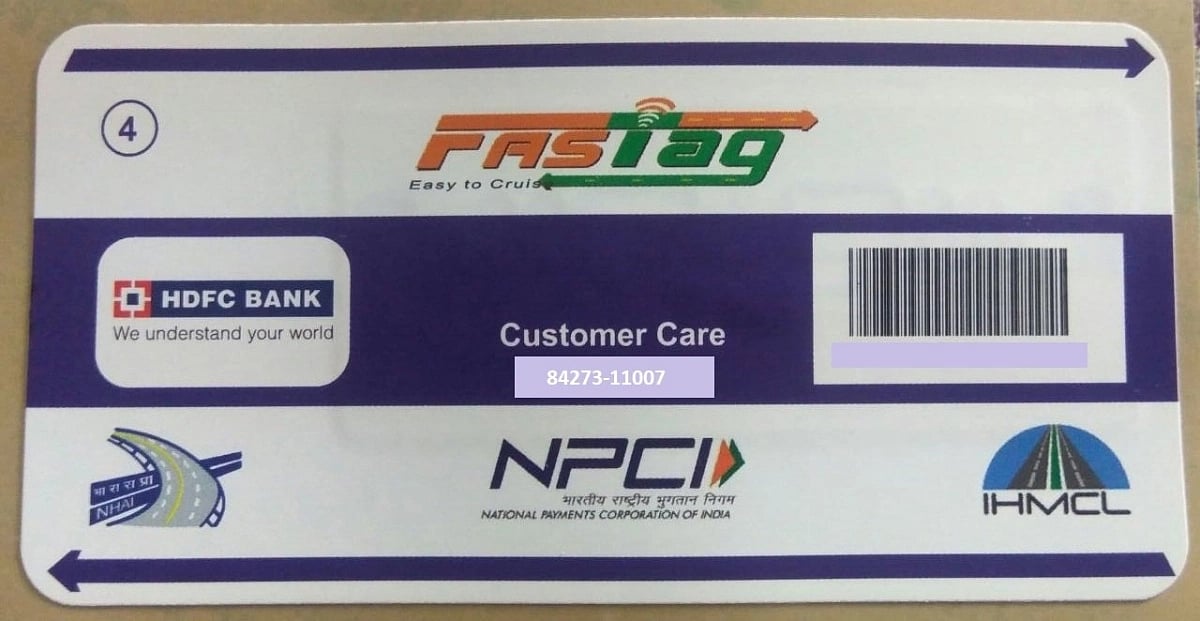 4
FASTag
Easy to Cruise
HDFC BANK
We understand your world
Customer Care
84273-11007
भा रा रा प्रा
NHAI
NPCI
भारतीय राष्ट्रीय भुगतान निगम
NATIONAL PAYMENTS CORPORATION OF INDIA
IHMCL